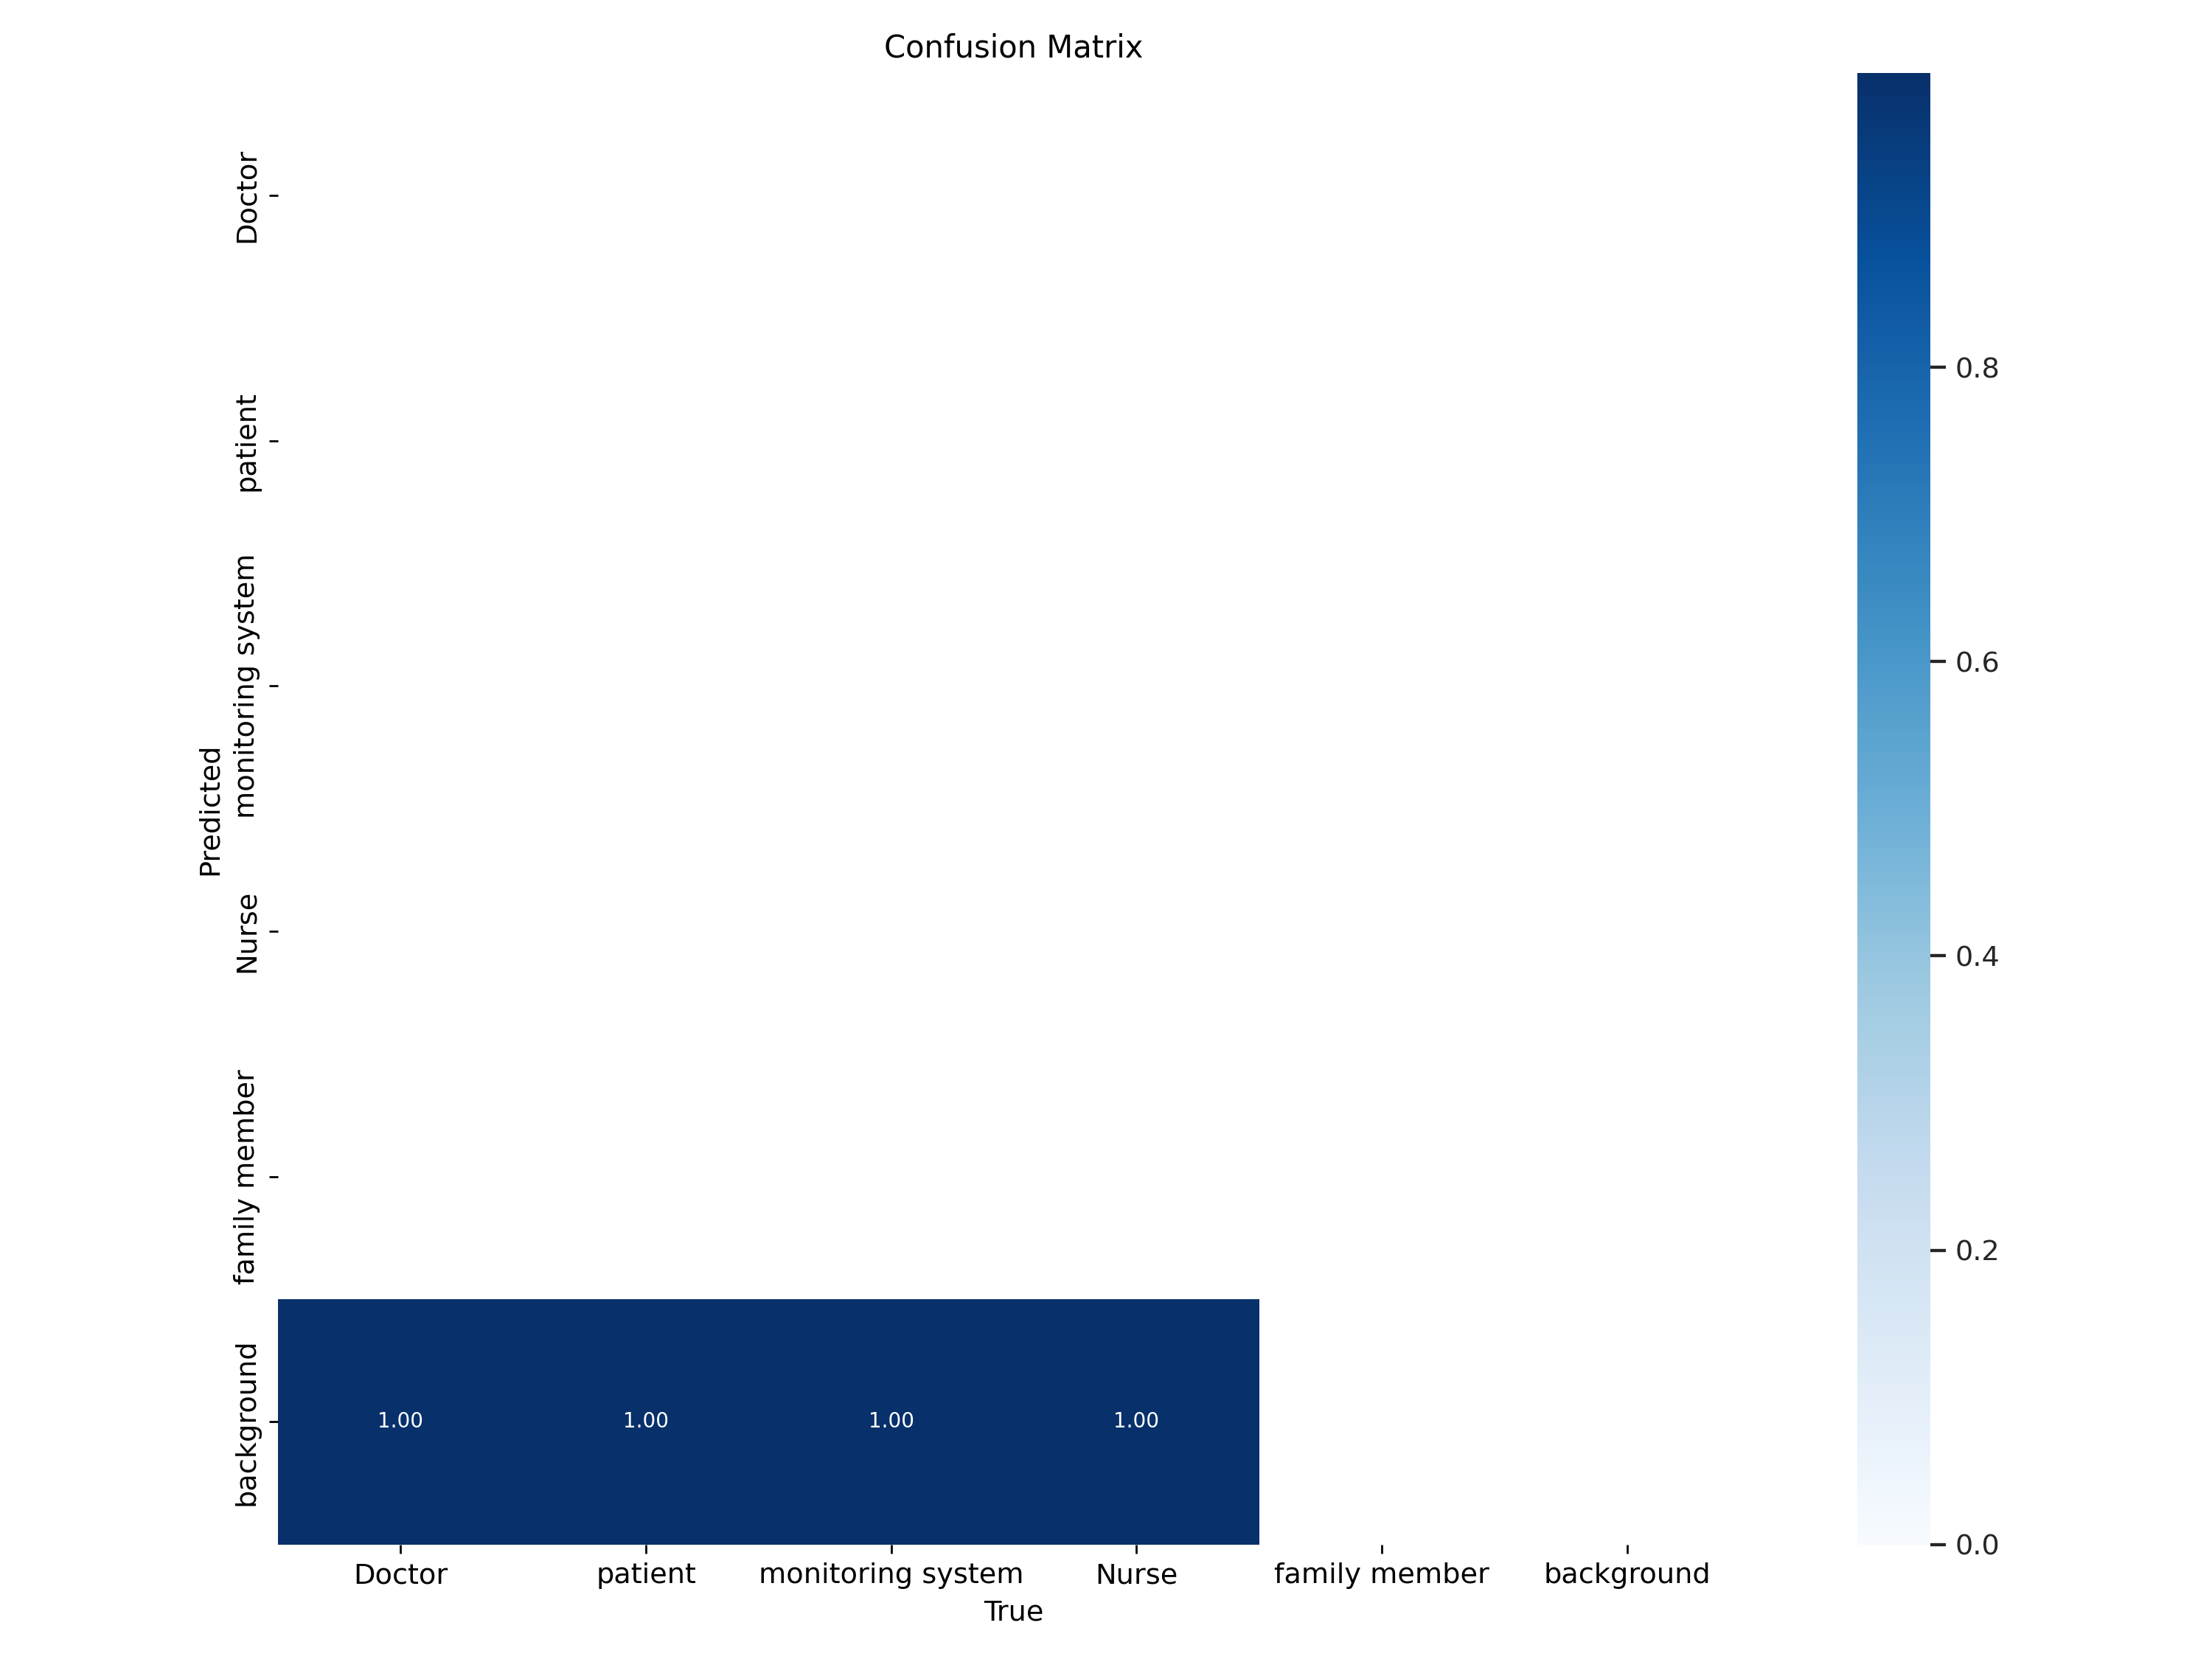 Confusion Matrix
Doctor
patient
monitoring system
Nurse
family member
background
Predicted
1.00 1.00 1.00 1.00
Doctor patient monitoring system Nurse family member background
True
0.8
0.6
0.4
0.2
0.0